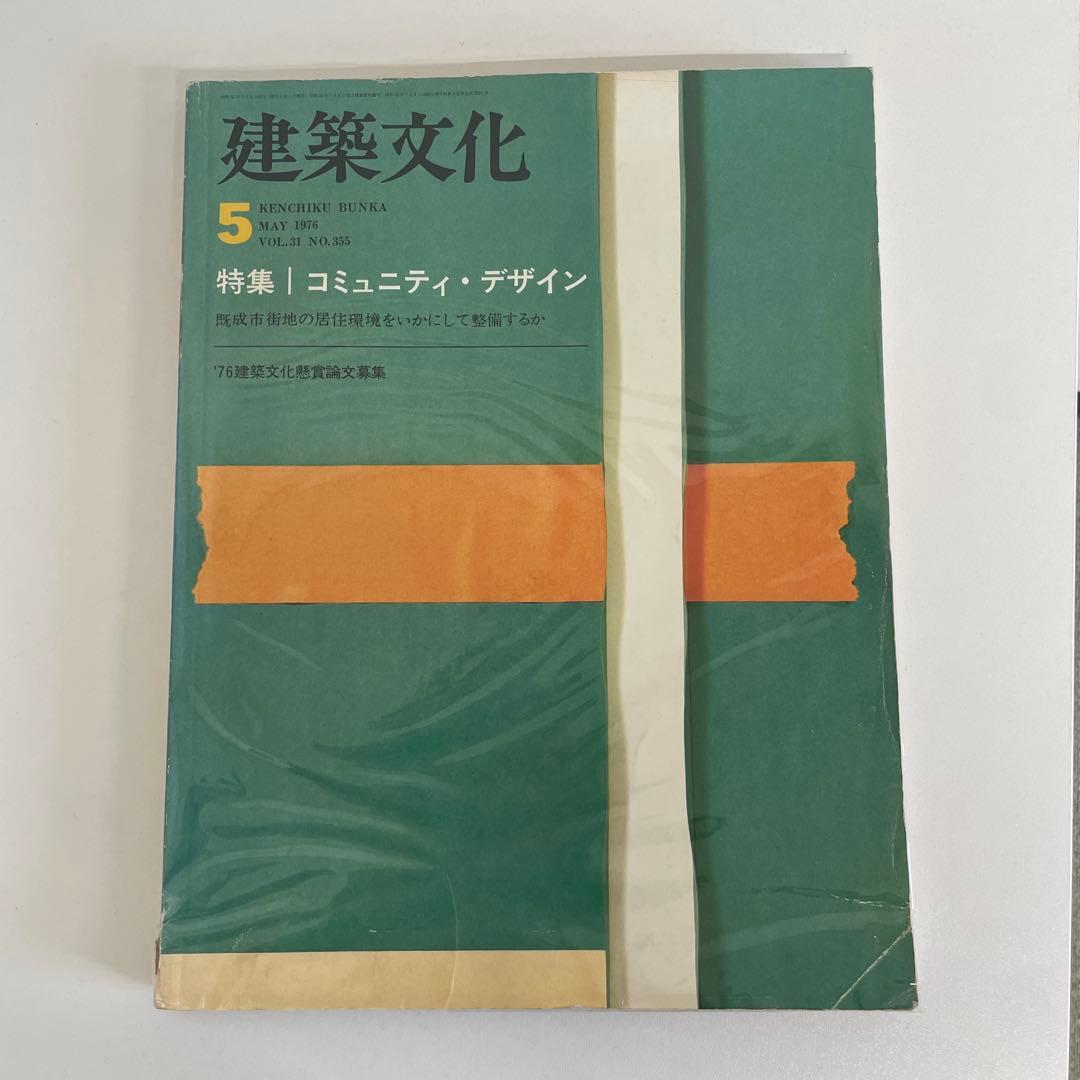 建築文化
5
KENCHIKU BUNKA
MAY 1976
VOL.31 NO.355
特集|コミュニティ・デザイン
既成市街地の居住環境をいかにして整備するか
'76建築文化懸賞論文募集